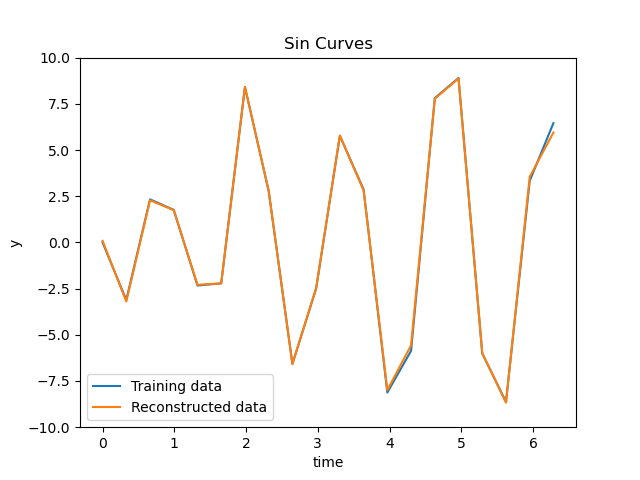 Sin Curves
10.0
7.5
5.0
2.5
0.0
−2.5
−5.0
−7.5
−10.0
y
Training data
Reconstructed data
0 1 2 3 4 5 6
time